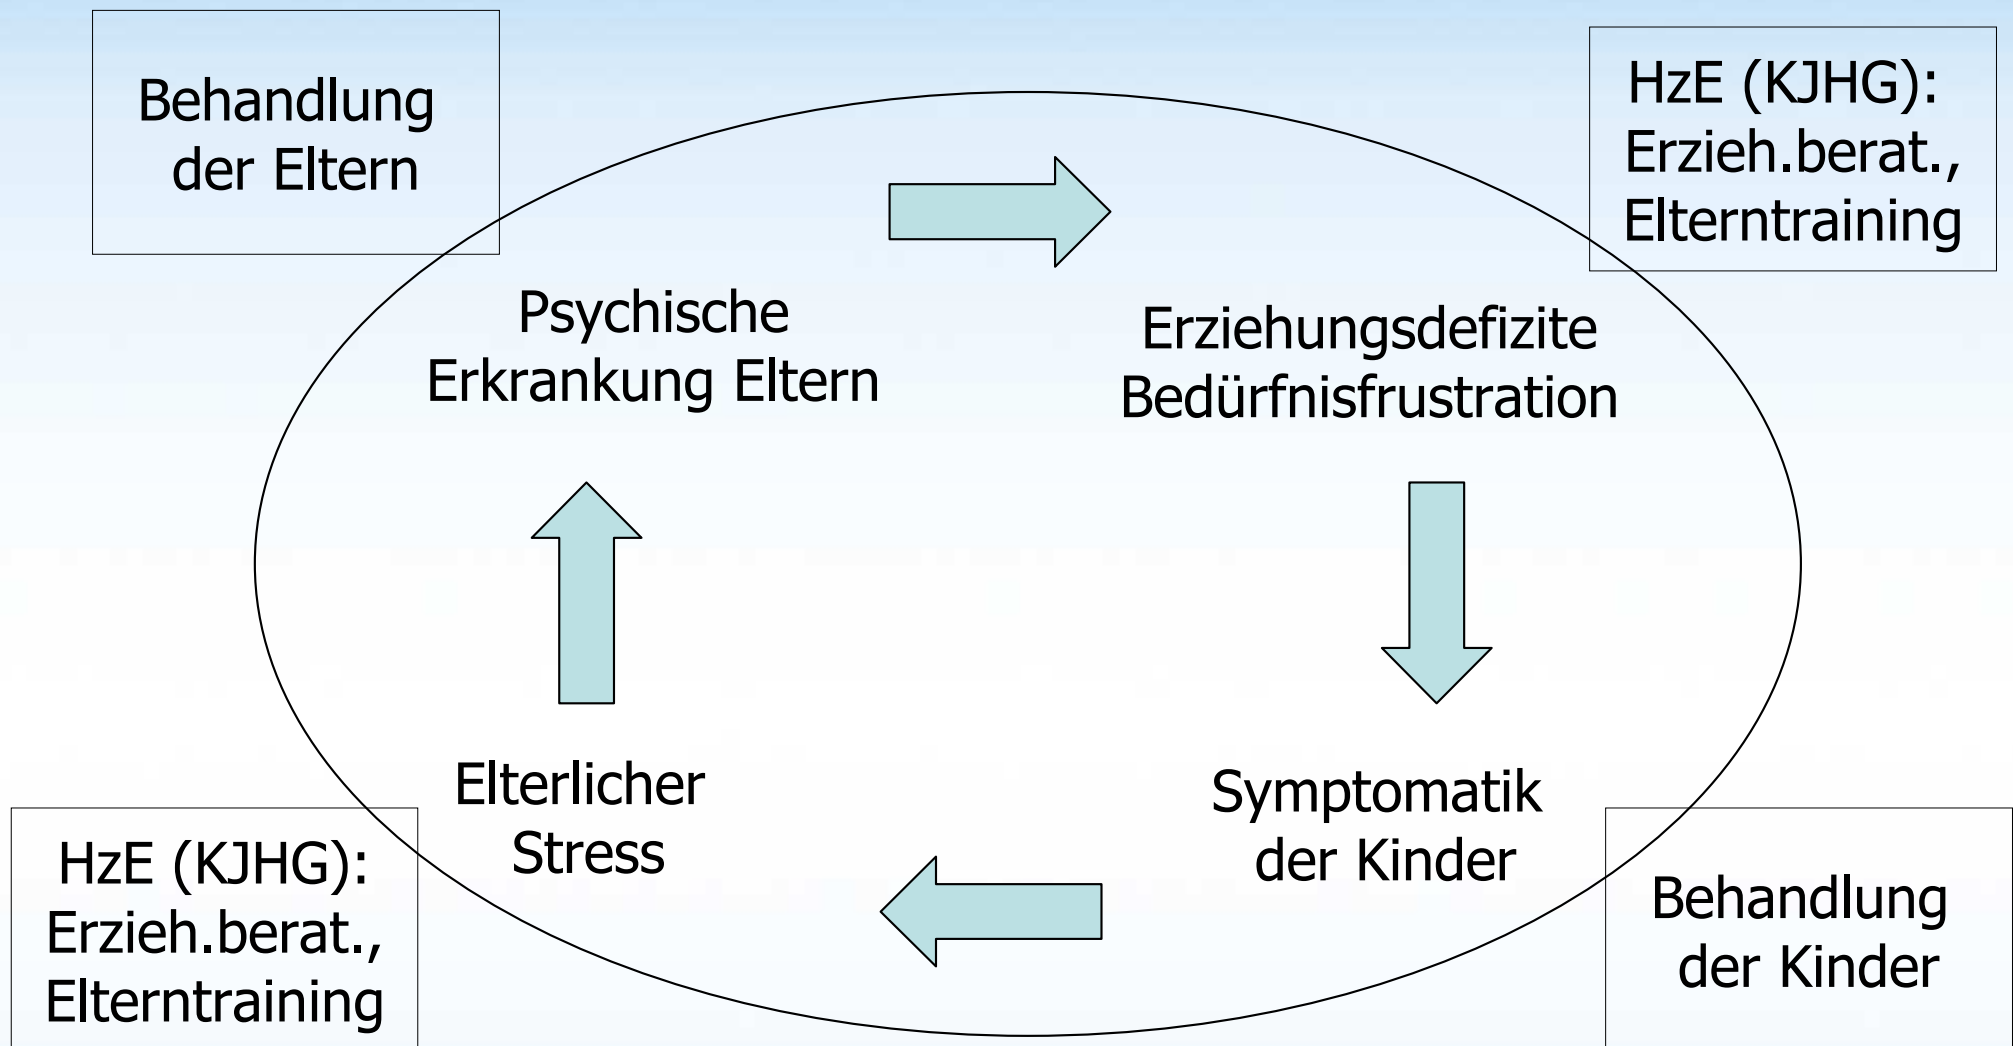 Behandlung
der Eltern
HzE (KJHG):
Erzieh.berat.,
Elterntraining
Psychische
Erkrankung Eltern
Erziehungsdefizite
Bedürfnisfrustration
Elterlicher
Stress
Symptomatik
der Kinder
HzE (KJHG):
Erzieh.berat.,
Elterntraining
Behandlung
der Kinder